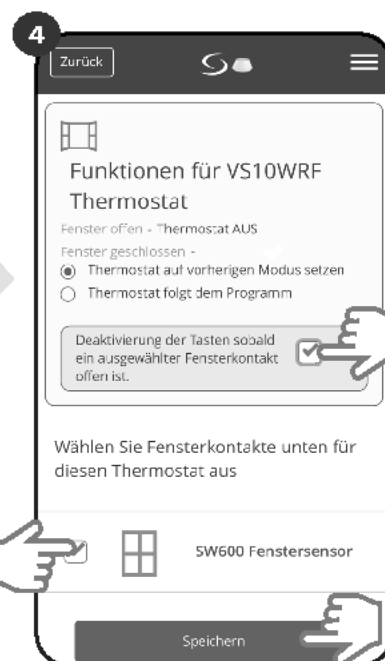 4
Zurück
Funktionen für VS10WRF
Thermostat
Fenster offen - Thermostat AUS
Fenster geschlossen -
Thermostat auf vorherigen Modus setzen
Thermostat folgt dem Programm
Deaktivierung der Tasten sobald
ein ausgewählter Fensterkontakt
offen ist.
Wählen Sie Fensterkontakte unten für
diesen Thermostat aus
SW600 Fenstersensor
Speichern